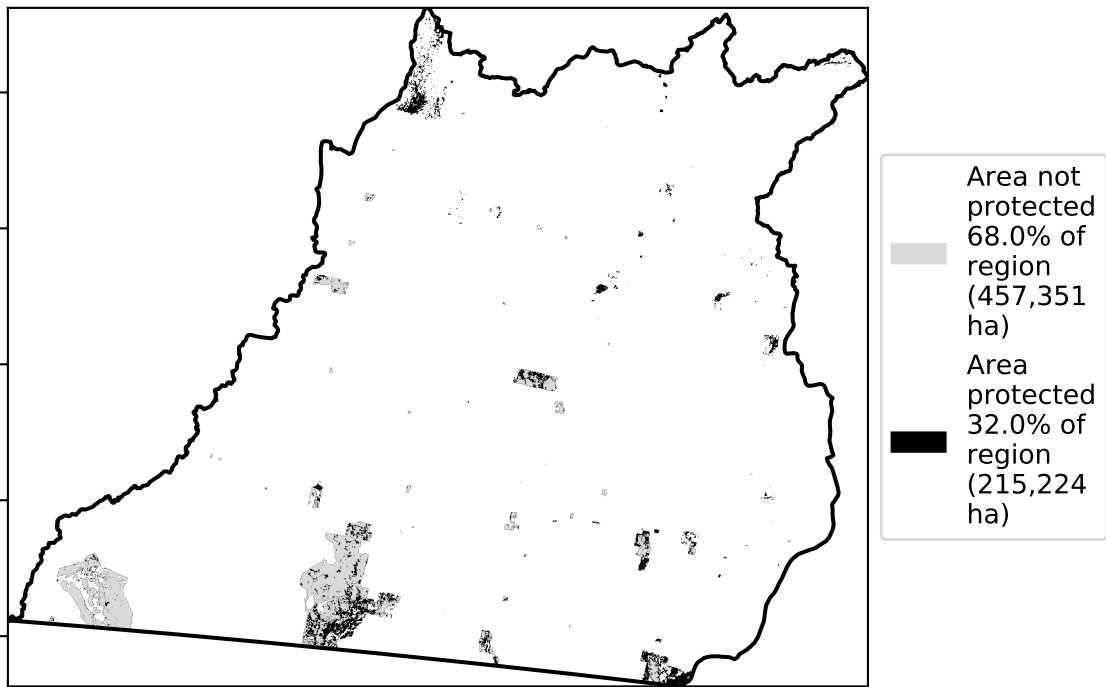 Area not
protected
68.0% of
region
(457,351
ha)
Area
protected
32.0% of
region
(215,224
ha)